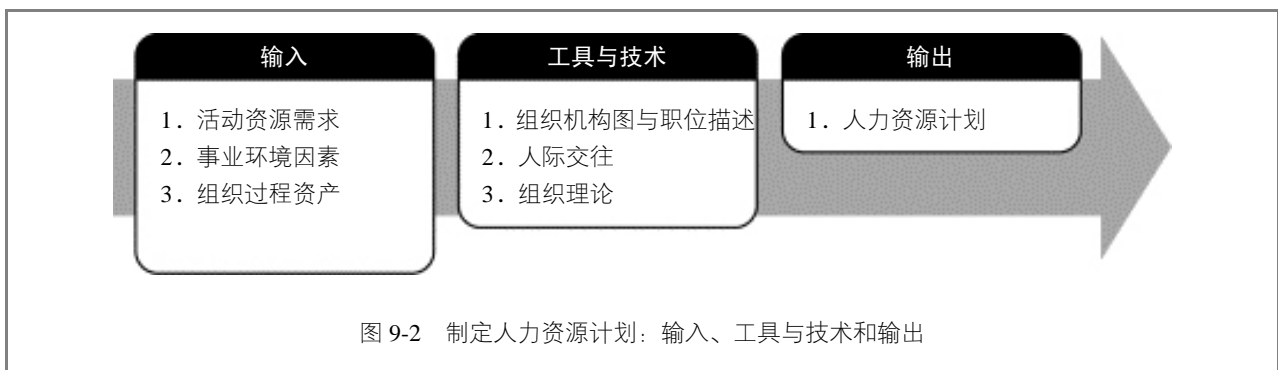 输入
1．活动资源需求
2．事业环境因素
3．组织过程资产
工具与技术
1．组织机构图与职位描述
2．人际交往
3．组织理论
输出
1．人力资源计划
图 9-2 制定人力资源计划：输入、工具与技术和输出